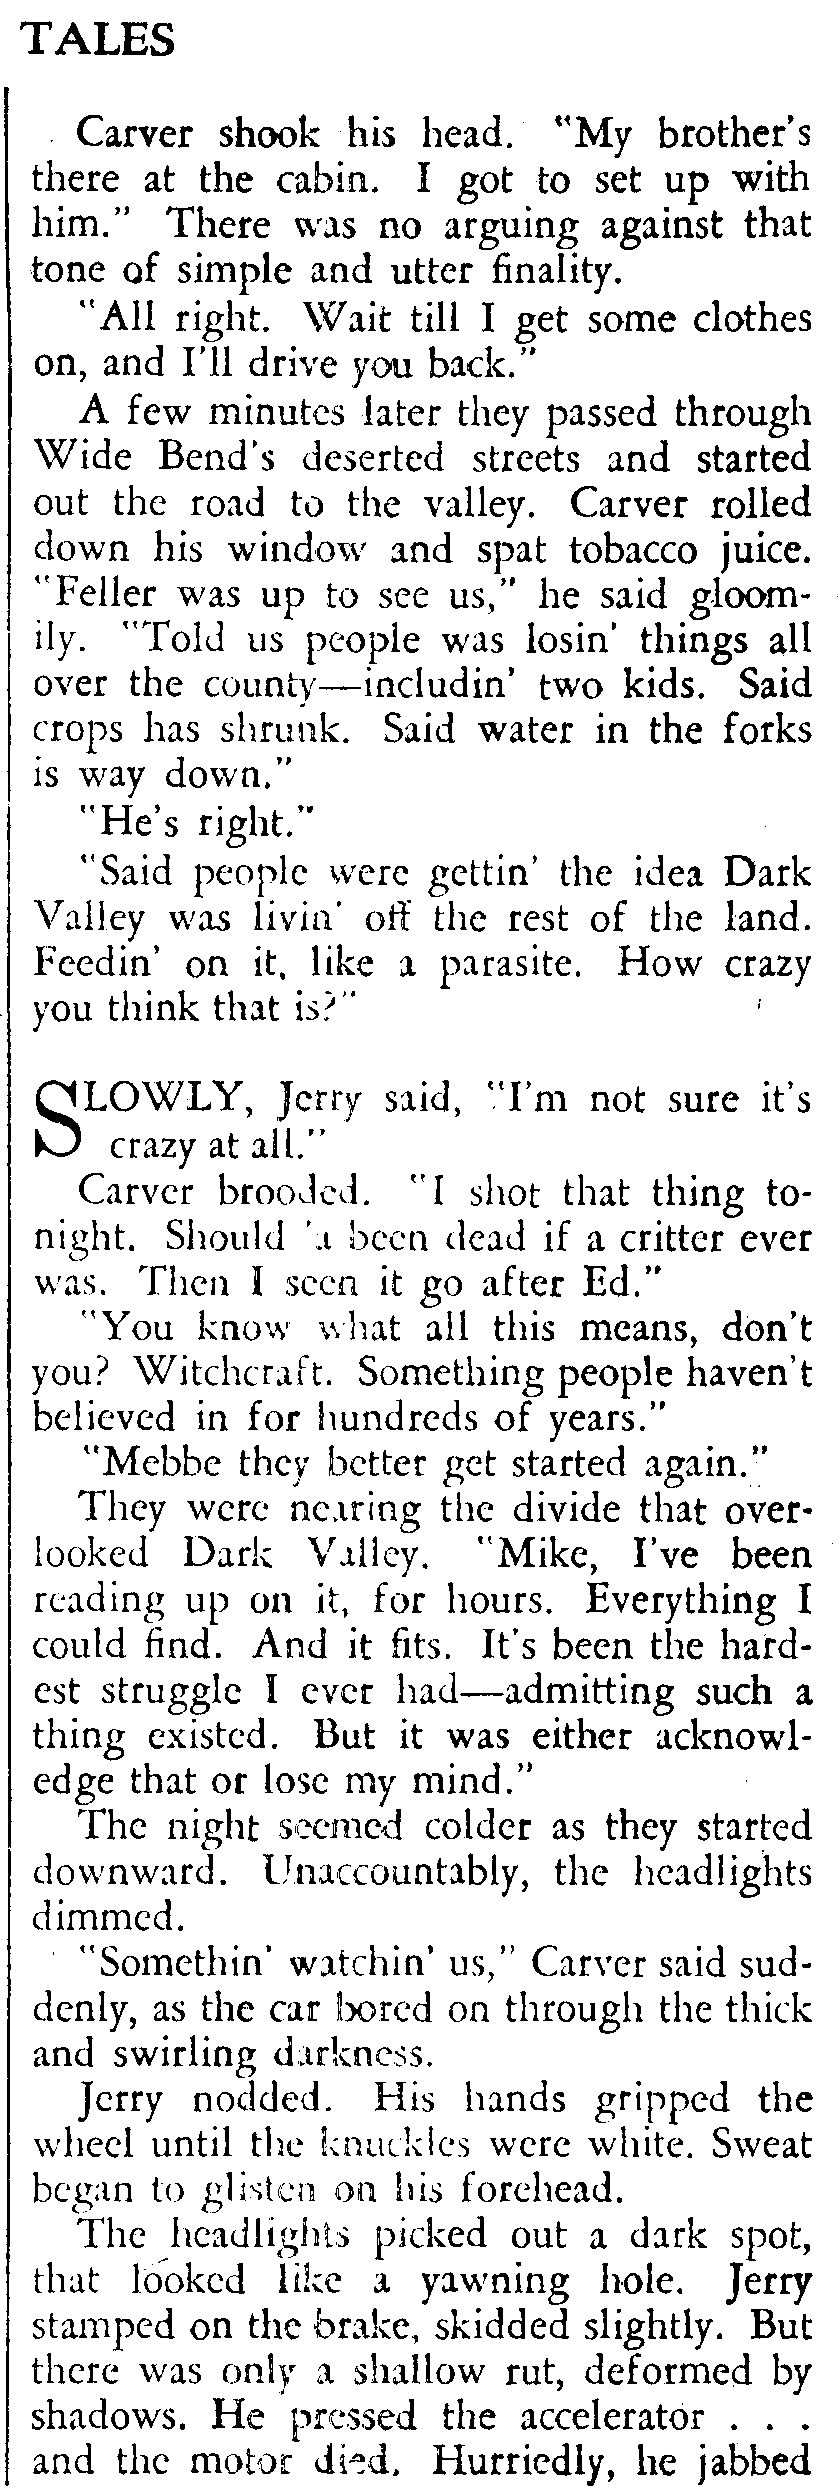 TALES
Carver shook his head. "My brother's
there at the cabin. I got to set up with
him." There was no arguing against that
tone of simple and utter finality.
"All right. Wait till I get some clothes
on, and I'll drive you back."
A few minutes later they passed through
Wide Bend's deserted streets and started
out the road to the valley. Carver rolled
down his window and spat tobacco juice.
"Feller was up to see us," he said gloom-
ily. "Told us people was losin' things all
over the county—includin' two kids. Said
crops has shrunk. Said water in the forks
is way down."
"He's right."
"Said people were gettin' the idea Dark
Valley was livin' off the rest of the land.
Feedin' on it, like a parasite. How crazy
you think that is?"
SLOWLY, Jerry said, "I'm not sure it's
crazy at all."
Carver brooded. "I shot that thing to-
night. Should 'a been dead if a critter ever
was. Then I seen it go after Ed."
"You know what all this means, don't
you? Witchcraft. Something people haven't
believed in for hundreds of years."
"Mebbe they better get started again."
They were nearing the divide that over-
looked Dark Valley. "Mike, I've been
reading up on it, for hours. Everything I
could find. And it fits. It's been the hard-
est struggle I ever had—admitting such a
thing existed. But it was either acknowl-
edge that or lose my mind."
The night seemed colder as they started
downward. Unaccountably, the headlights
dimmed.
"Somethin' watchin' us," Carver said sud-
denly, as the car bored on through the thick
and swirling darkness.
Jerry nodded. His hands gripped the
wheel until the knuckles were white. Sweat
began to glisten on his forehead.
The headlights picked out a dark spot,
that looked like a yawning hole. Jerry
stamped on the brake, skidded slightly. But
there was only a shallow rut, deformed by
shadows. He pressed the accelerator . . .
and the motor died. Hurriedly, he jabbed